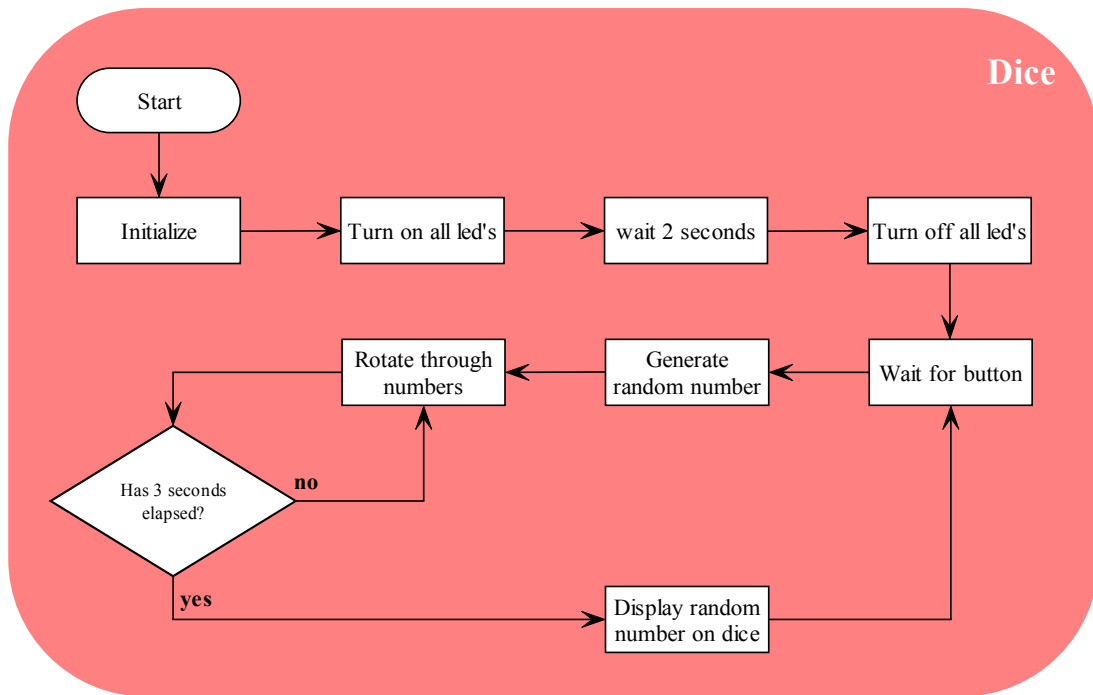 Dice
Start
Initialize
Turn on all led's
wait 2 seconds
Turn off all led's
Wait for button
Generate
random number
Rotate through
numbers
Has 3 seconds
elapsed?
no
yes
Display random
number on dice